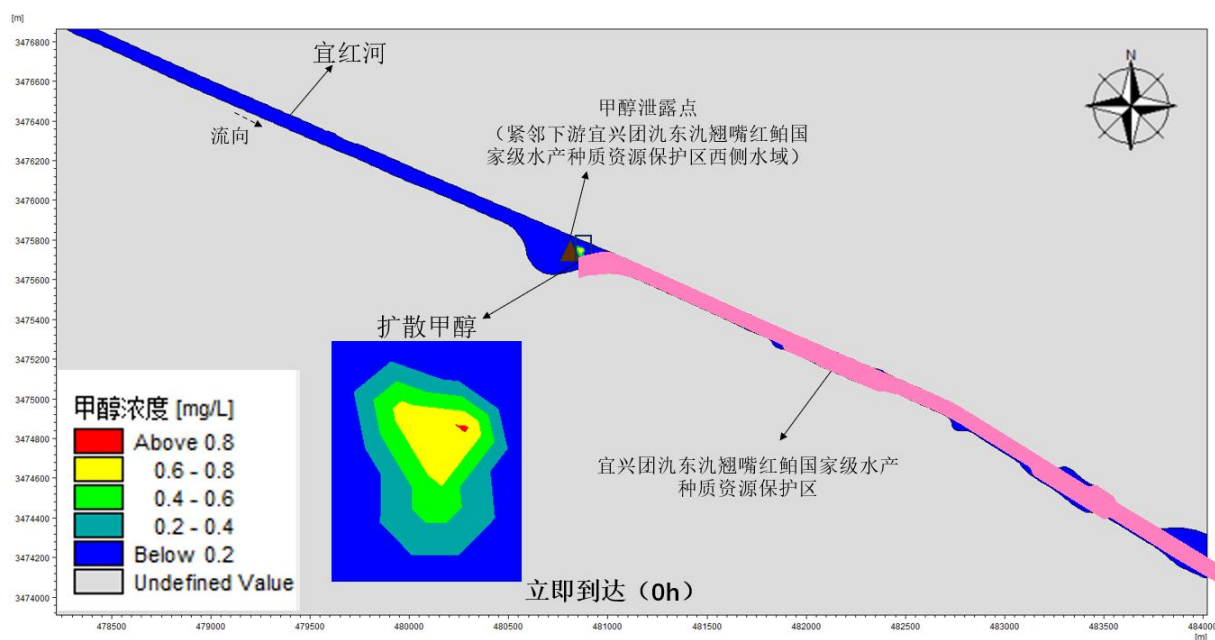 [m]
3476800
3476600
3476400
3476200
3476000
3475800
3475600
3475400
3475200
3475000
3474800
3474600
3474400
3474200
3474000
宜红河
流向
甲醇泄露点
（紧邻下游宜兴团氿东氿翘嘴红鲌国
家级水产种质资源保护区西侧水域）
N
扩散甲醇
甲醇浓度 [mg/L]
Above 0.8
0.6 - 0.8
0.4 - 0.6
0.2 - 0.4
Below 0.2
Undefined Value
立即到达（0h）
宜兴团氿东氿翘嘴红鲌国家级水产
种质资源保护区
478500
479000
479500
480000
480500
481000
481500
482000
482500
483000
483500
484000
[m]